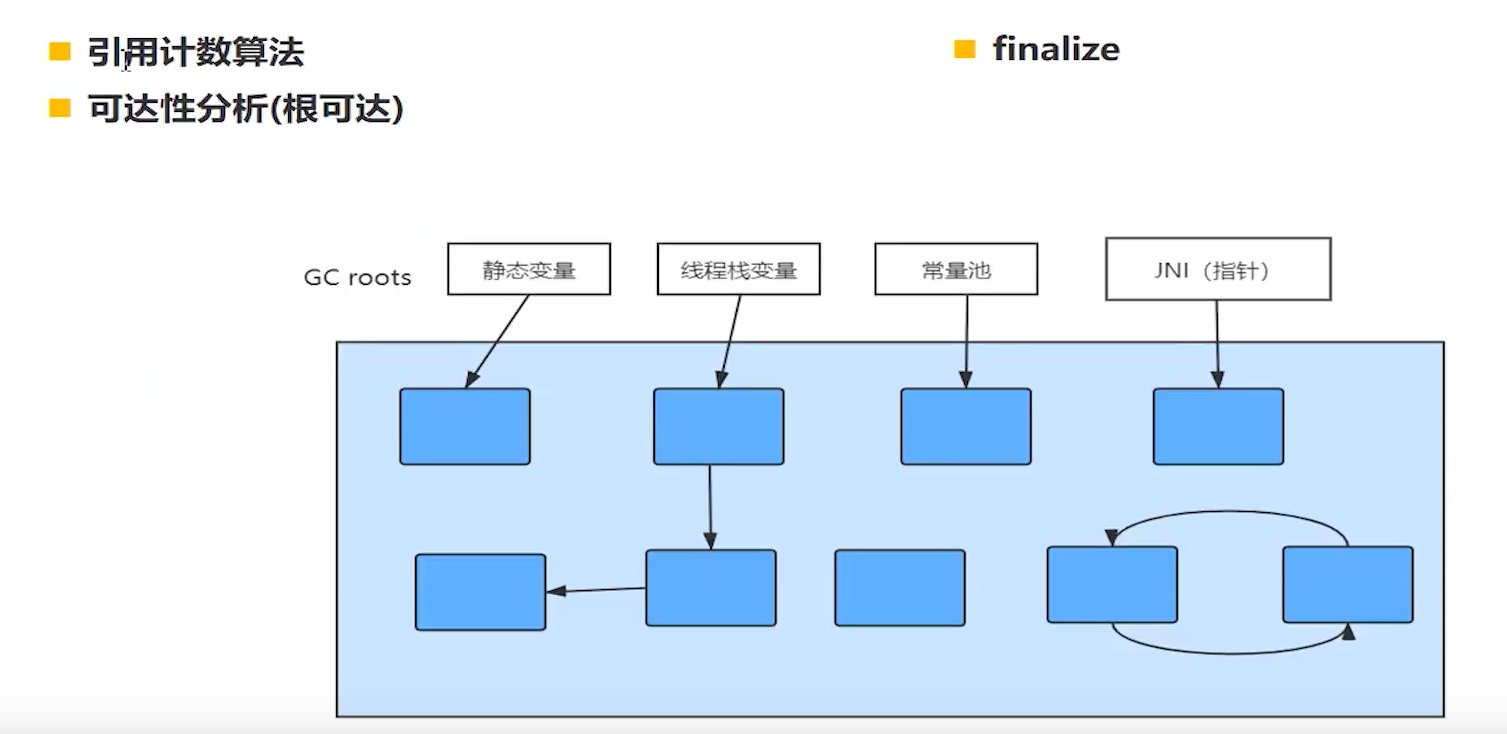 引用计数算法
finalize
可达性分析(根可达)
GC roots
静态变量
线程栈变量
常量池
JNI（指针）